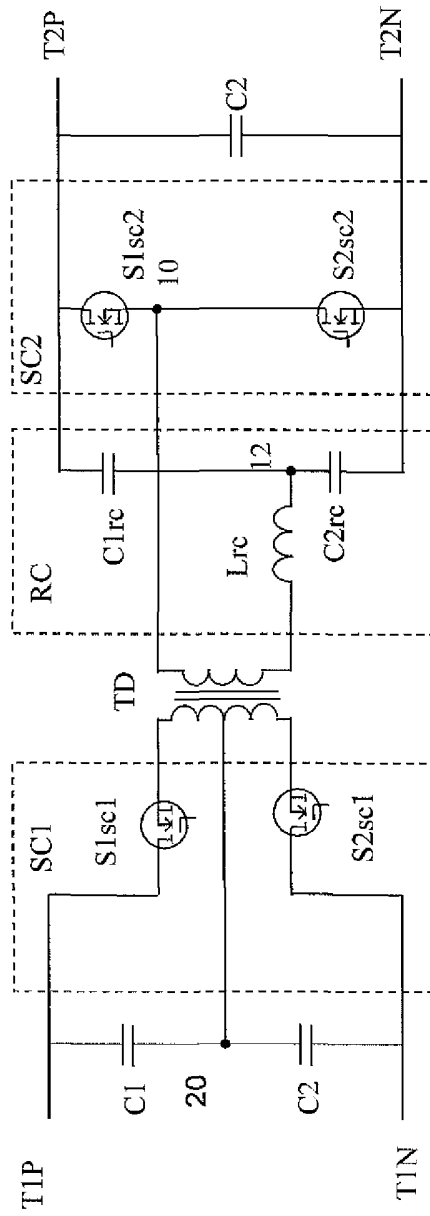 T1P
T1N
C1
20
C2
SC1
S1sc1
S2sc1
TD
RC
C1rc
Lrc
12
C2rc
SC2
S1sc2
10
S2sc2
C2
T2P
T2N